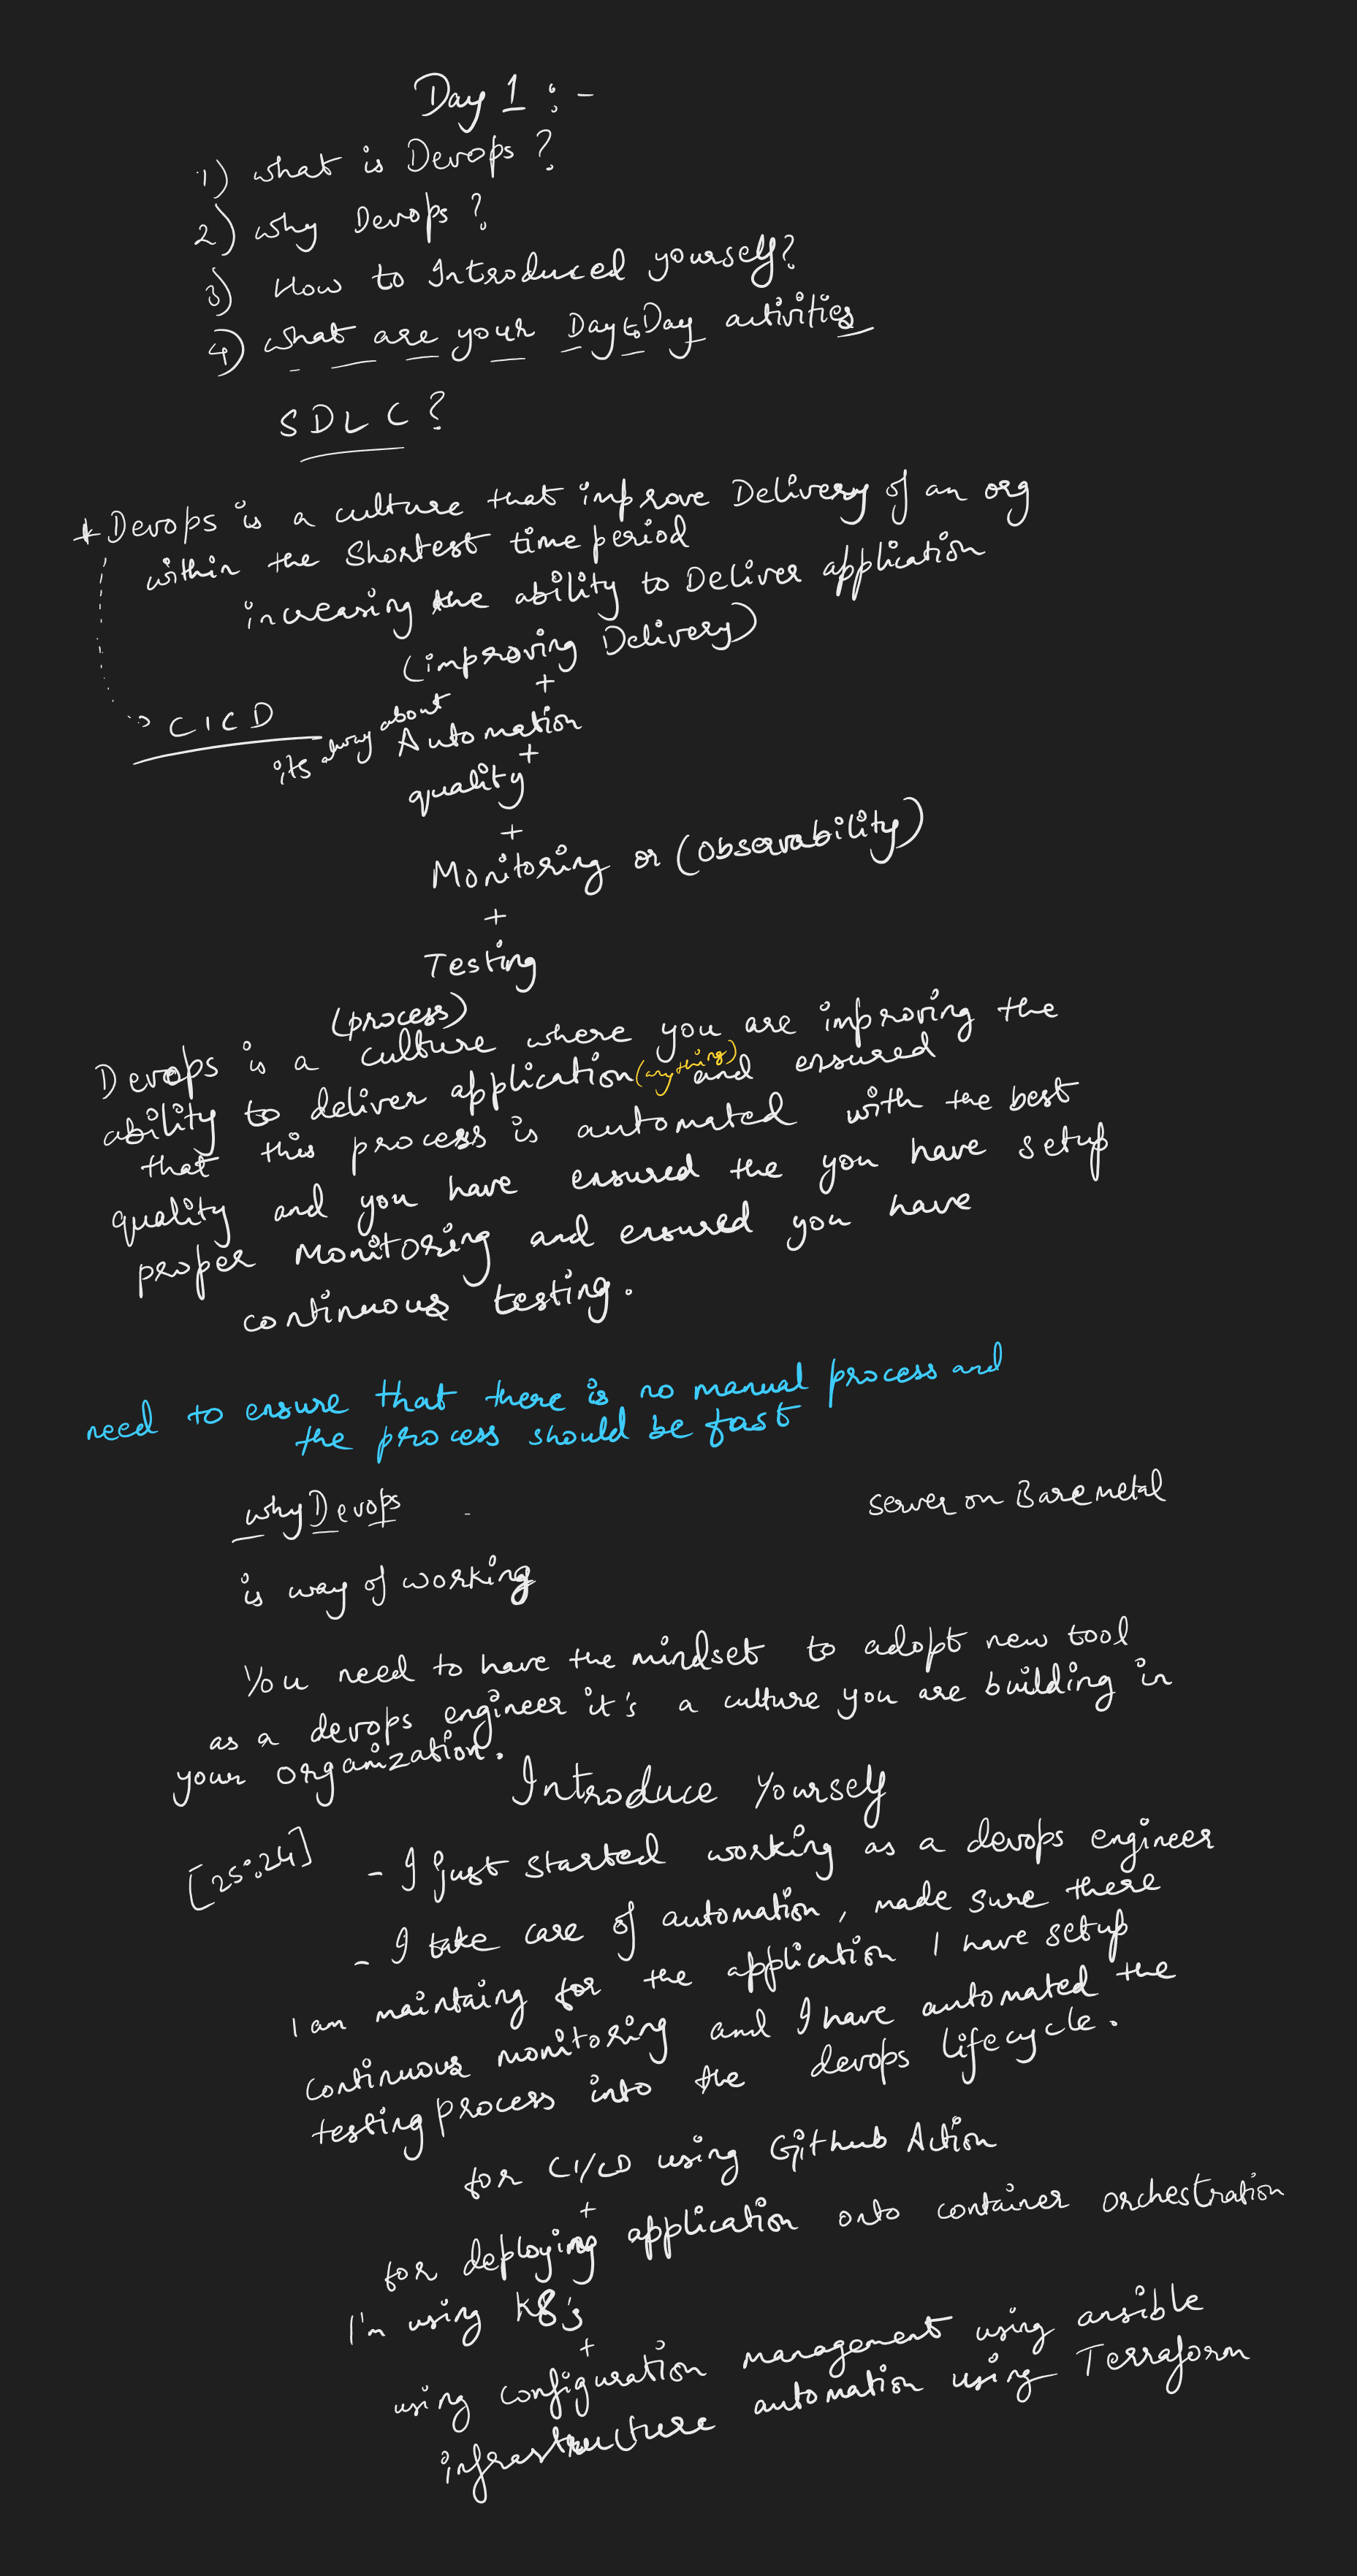 Day 1 : -
1) what is Devops ?
2) why Devops ?
3) How to Introduced yourself?
4) what are your Day to Day activities
SDLC ?
* Devops is a culture that improve Delivery of an org
within the shortest time period
increasing the ability to Deliver application
(improving Delivery)
+
CICD
its way about
Automation
+
quality
+
Monitoring or (observability)
+
Testing
(process)
Devops is a culture where you are improving the
ability to deliver application (anything) and ensured
that this process is automated with the best
quality and you have ensured the you have setup
proper Monitoring and ensured you have
continuous testing.
need to ensure that there is no manual process and
the process should be fast
why Devops
server on Baremetal
is way of working
You need to have the mindset to adopt new tool
as a devops engineer it's a culture you are building in
your organization.
Introduce Yourself
[25:24]
- I just started working as a devops engineer
- I take care of automation, made sure there
I am maintaing for the application I have setup
continuous monitoring and I have automated the
testing process into the devops lifecycle.
for CI/CD using Github Action
+
for deploying application onto container orchestration
I'm using K8's
+
using configuration management using ansible
infrastructure automation using Terraform